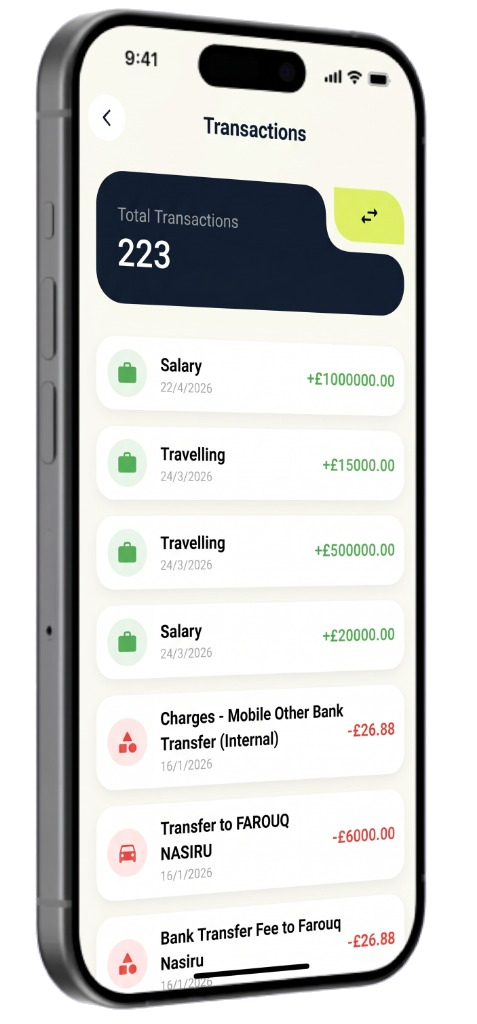 9:41
Transactions
Total Transactions
223
Salary
22/4/2026
+£1000000.00
Travelling
24/3/2026
+£15000.00
Travelling
24/3/2026
+£500000.00
Salary
24/3/2026
+£20000.00
Charges - Mobile Other Bank
Transfer (Internal)
16/1/2026
-£26.88
Transfer to FAROUQ
NASIRU
16/1/2026
-£6000.00
Bank Transfer Fee to Farouq
Nasiru
16/1/2026
-£26.88